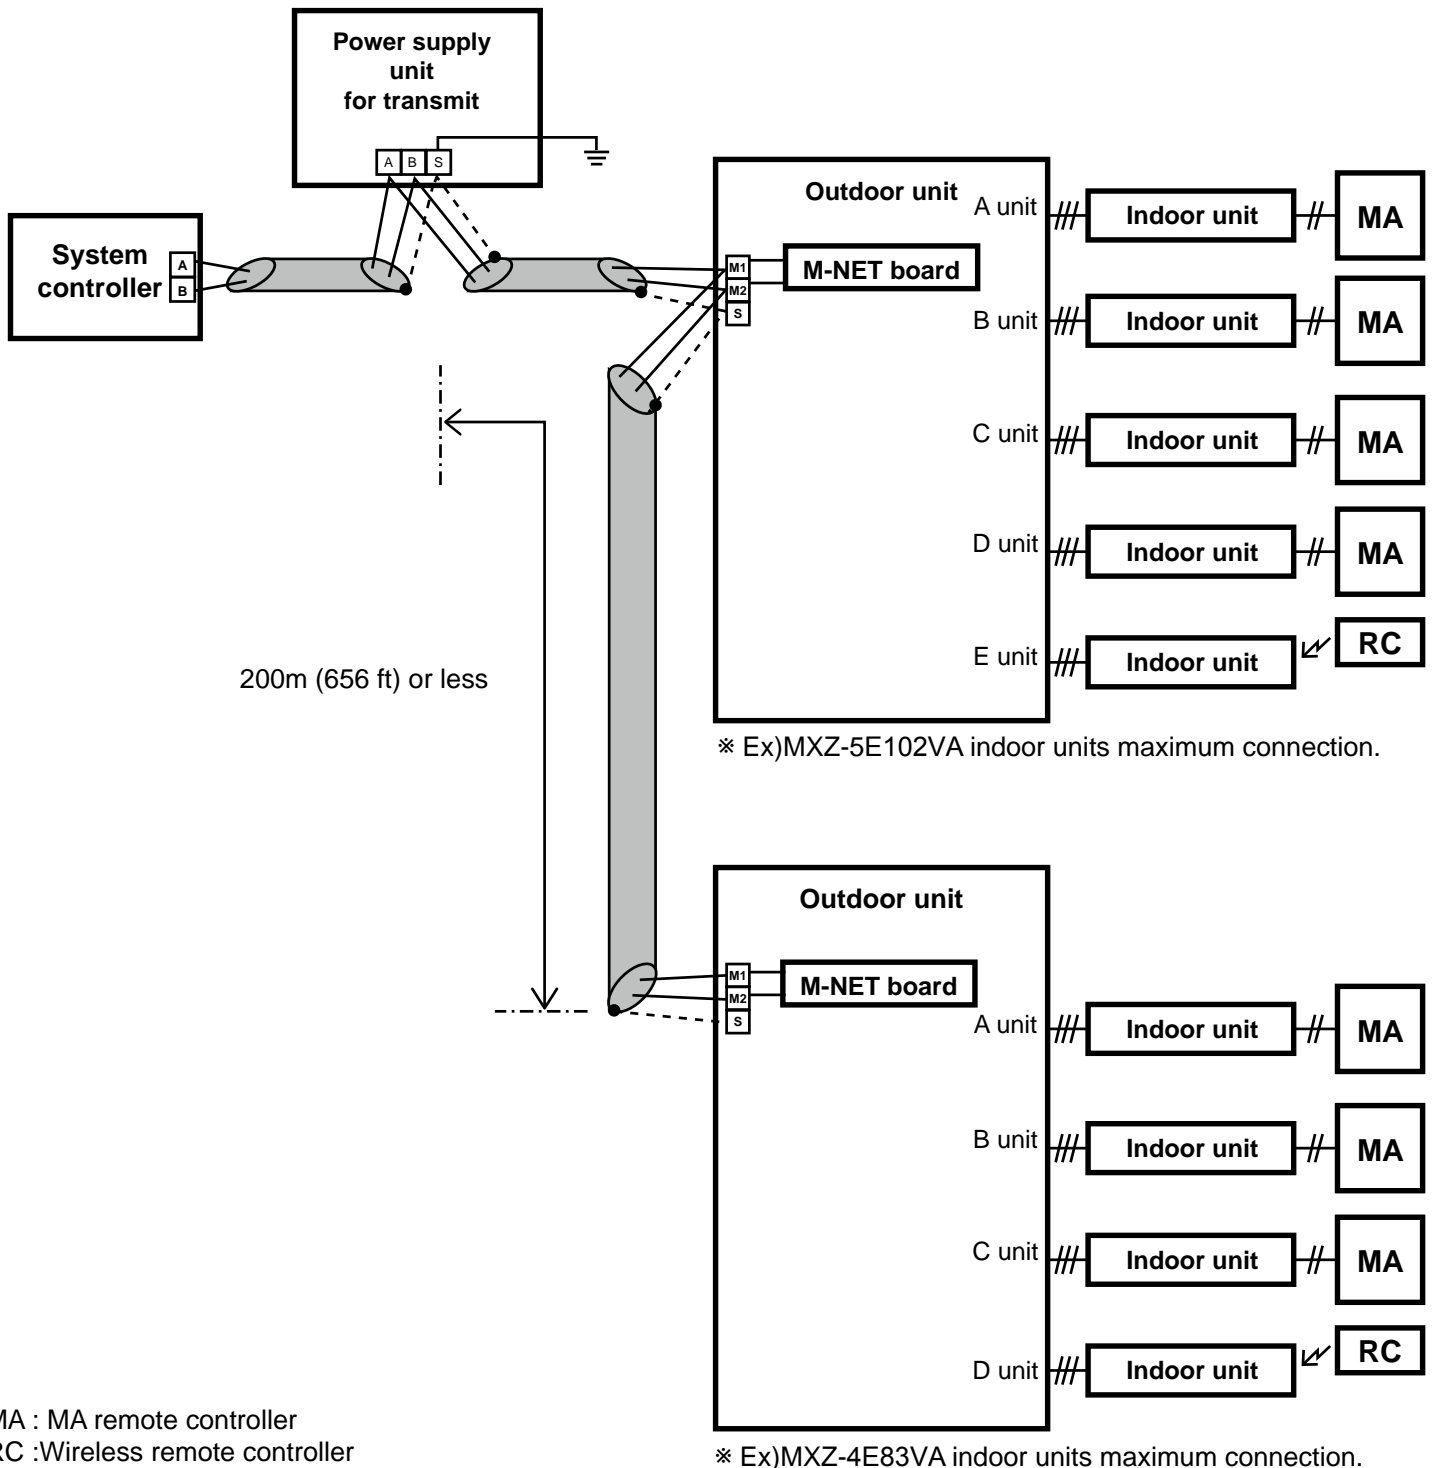 Power supply
unit
for transmit
A B S
System
controller
A
B
Outdoor unit
M1
M2
S
M-NET board
A unit
Indoor unit
MA
B unit
Indoor unit
MA
C unit
Indoor unit
MA
D unit
Indoor unit
MA
E unit
Indoor unit
RC
※ Ex)MXZ-5E102VA indoor units maximum connection.
200m (656 ft) or less
Outdoor unit
M1
M2
S
M-NET board
A unit
Indoor unit
MA
B unit
Indoor unit
MA
C unit
Indoor unit
MA
D unit
Indoor unit
RC
※ Ex)MXZ-4E83VA indoor units maximum connection.
MA : MA remote controller
RC :Wireless remote controller